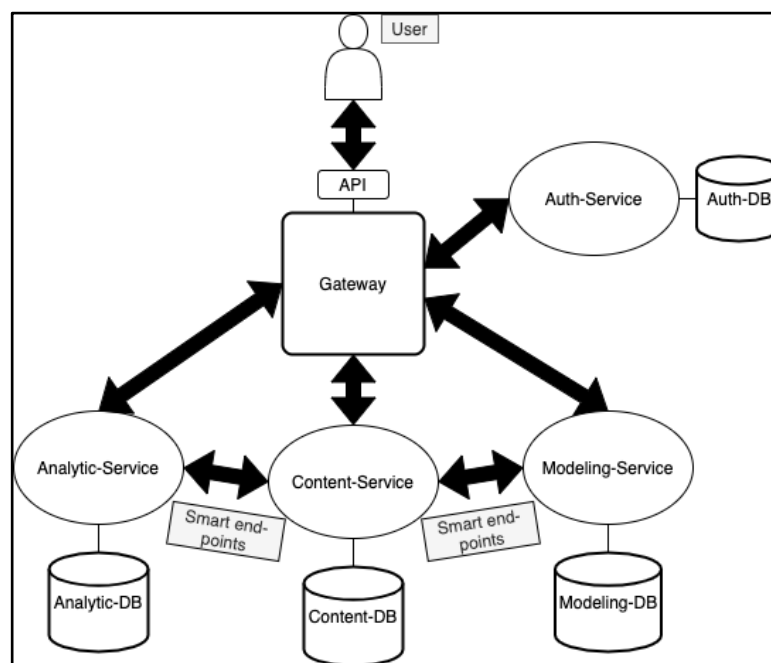 User
API
Auth-Service
Auth-DB
Gateway
Analytic-Service
Content-Service
Modeling-Service
Smart end-
points
Smart end-
points
Analytic-DB
Content-DB
Modeling-DB